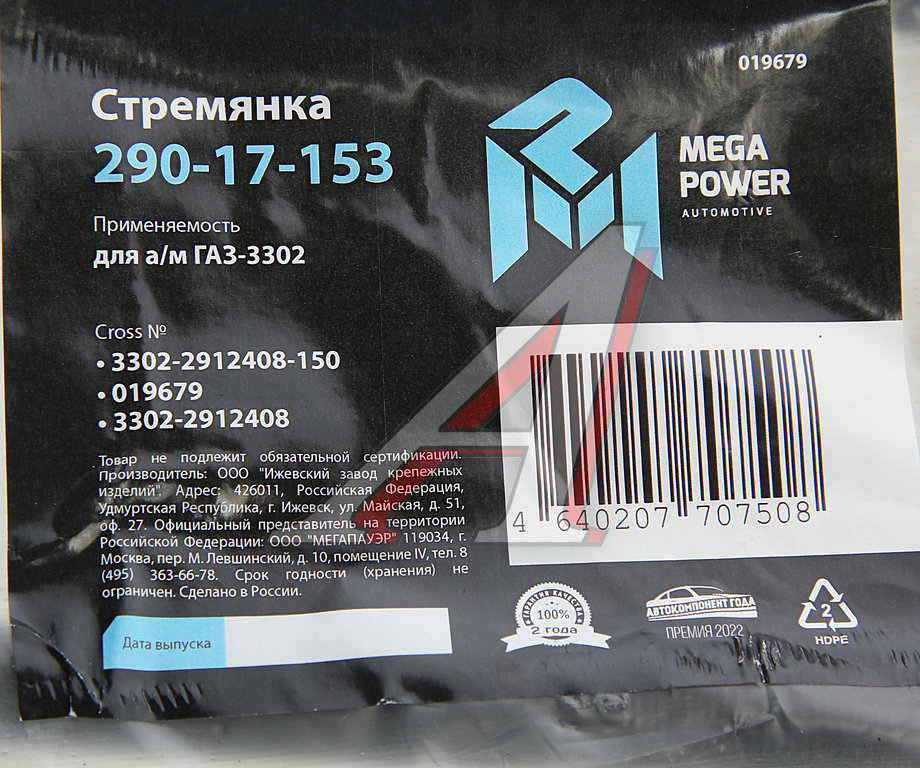 019679
Стремянка
290-17-153
MEGA
POWER
AUTOMOTIVE
Применяемость
для а/м ГАЗ-3302
Cross №
• 3302-2912408-150
• 019679
• 3302-2912408
Товар не подлежит обязательной сертификации.
Производитель: ООО "Ижевский завод крепежных
изделий". Адрес: 426011, Российская Федерация,
Удмуртская Республика, г. Ижевск, ул. Майская, д. 51,
оф. 27. Официальный представитель на территории
Российской Федерации: ООО "МЕГАПАУЭР" 119034, г.
Москва, пер. М. Левшинский, д. 10, помещение IV, тел. 8
(495) 363-66-78. Срок годности (хранения) не
ограничен. Сделано в России.
4 640207 707508
Дата выпуска
ГАРАНТИЯ КАЧЕСТВА
100%
2 года
АВТОКОМПОНЕНТ ГОДА
ПРЕМИЯ 2022
2
HDPE